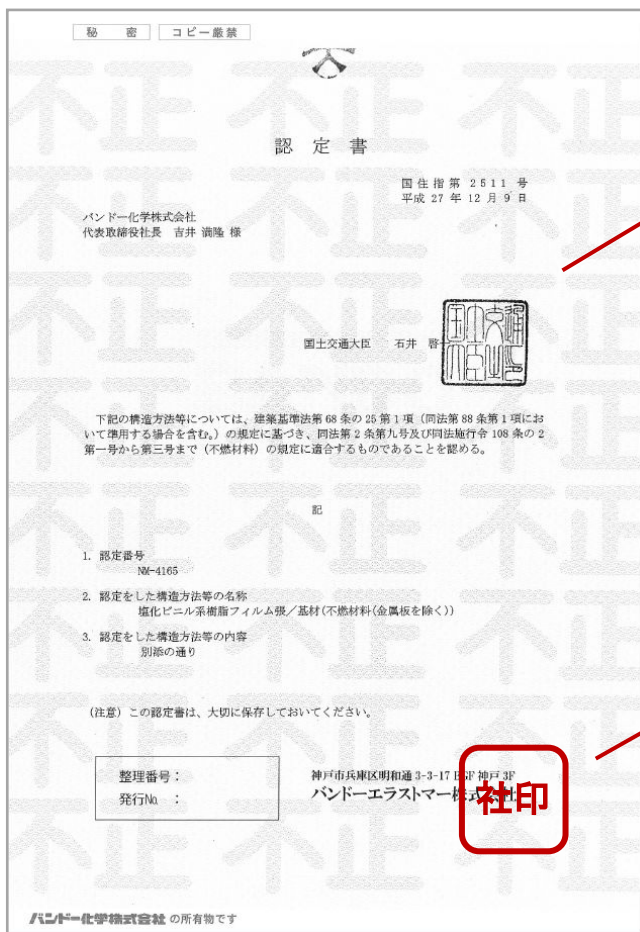 秘 密 コピー厳禁
認 定 書
国住指第 2511 号
平成 27 年 12 月 9 日
バンドー化学株式会社
代表取締役社長 吉井 満隆 様
国土交通大臣 石井 啓一
下記の構造方法等については、建築基準法第 68 条の 25 第 1 項（同法第 88 条第 1 項にお
いて準用する場合を含む。）の規定に基づき、同法第 2 条第九号及び同法施行令 108 条の 2
第一号から第三号まで（不燃材料）の規定に適合するものであることを認める。
記
1. 認定番号
NM-4165
2. 認定をした構造方法等の名称
塩化ビニル系樹脂フィルム張／基材(不燃材料(金属板を除く))
3. 認定をした構造方法等の内容
別添の通り
(注意) この認定書は、大切に保存しておいてください。
整理番号：
発行№ ：
神戸市兵庫区明和通 3-3-17 BGF 神戸 3F
バンドーエラストマー株式会社
社印
バンドー化学株式会社 の所有物です
不正